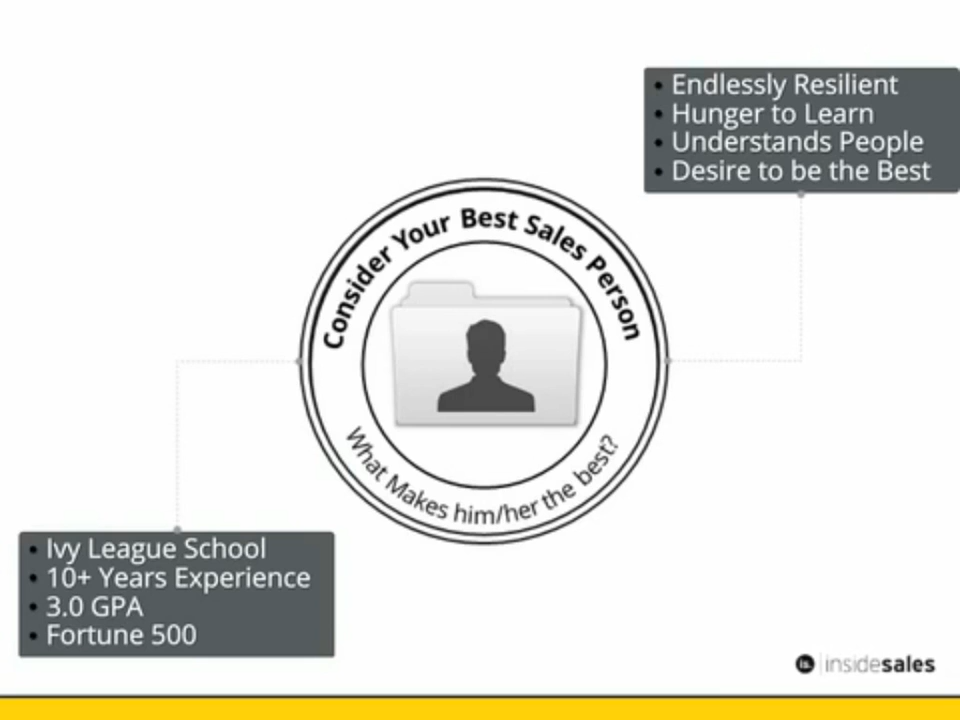 • Endlessly Resilient
• Hunger to Learn
• Understands People
• Desire to be the Best
Consider Your Best Sales Person
What Makes him/her the best?
• Ivy League School
• 10+ Years Experience
• 3.0 GPA
• Fortune 500
is. insidesales